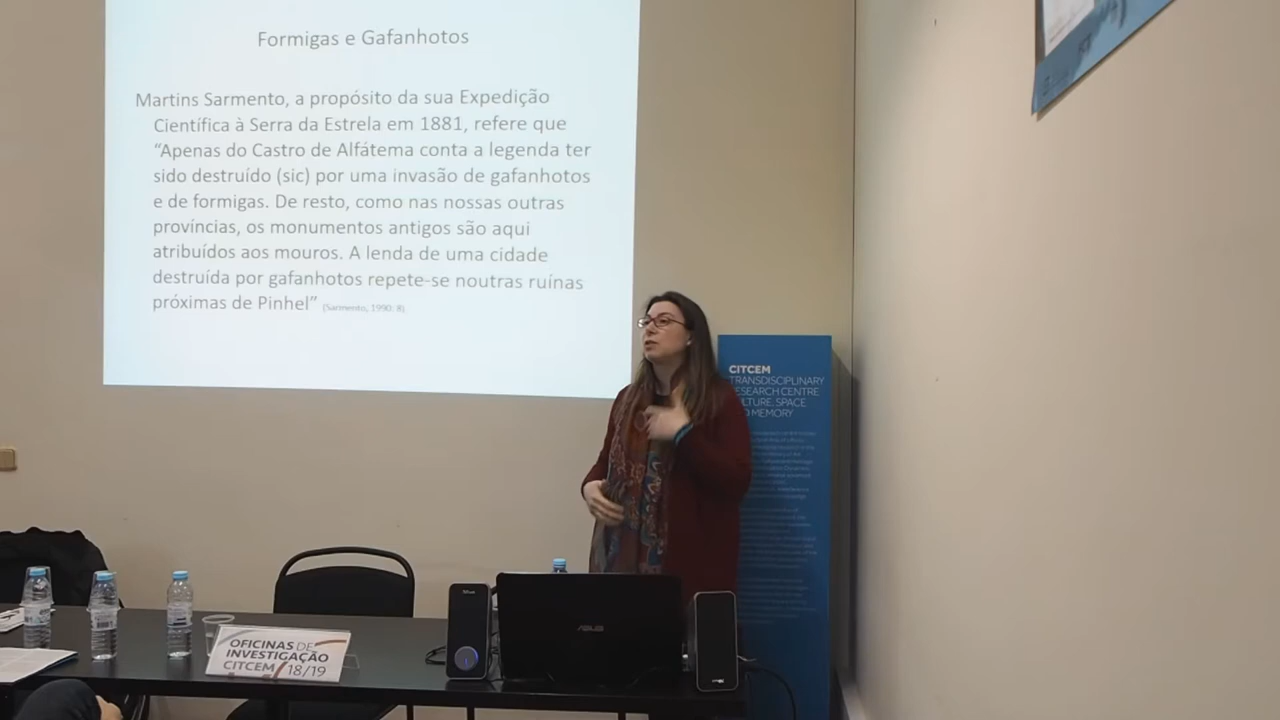 Formigas e Gafanhotos
Martins Sarmento, a propósito da sua Expedição
Científica à Serra da Estrela em 1881, refere que
“Apenas do Castro de Alfátema conta a legenda ter
sido destruído (sic) por uma invasão de gafanhotos
e de formigas. De resto, como nas nossas outras
províncias, os monumentos antigos são aqui
atribuídos aos mouros. A lenda de uma cidade
destruída por gafanhotos repete-se noutras ruínas
próximas de Pinhel” (Sarmento, 1990: 8)
CITCEM
TRANSDISCIPLINARY
RESEARCH CENTRE
CULTURE, SPACE
AND MEMORY
OFICINAS DE
INVESTIGAÇÃO
CITCEM / 18/19
ASUS